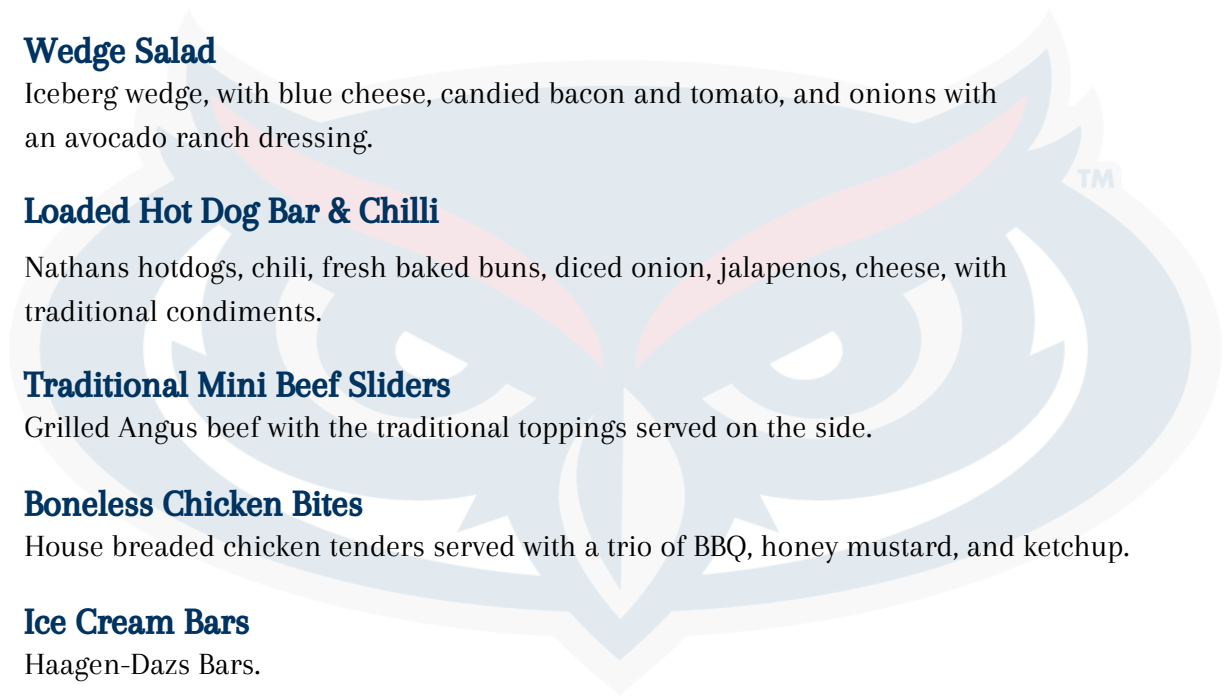 Wedge Salad
Iceberg wedge, with blue cheese, candied bacon and tomato, and onions with
an avocado ranch dressing.
Loaded Hot Dog Bar & Chilli
Nathans hotdogs, chili, fresh baked buns, diced onion, jalapenos, cheese, with
traditional condiments.
Traditional Mini Beef Sliders
Grilled Angus beef with the traditional toppings served on the side.
Boneless Chicken Bites
House breaded chicken tenders served with a trio of BBQ, honey mustard, and ketchup.
Ice Cream Bars
Haagen-Dazs Bars.
TM